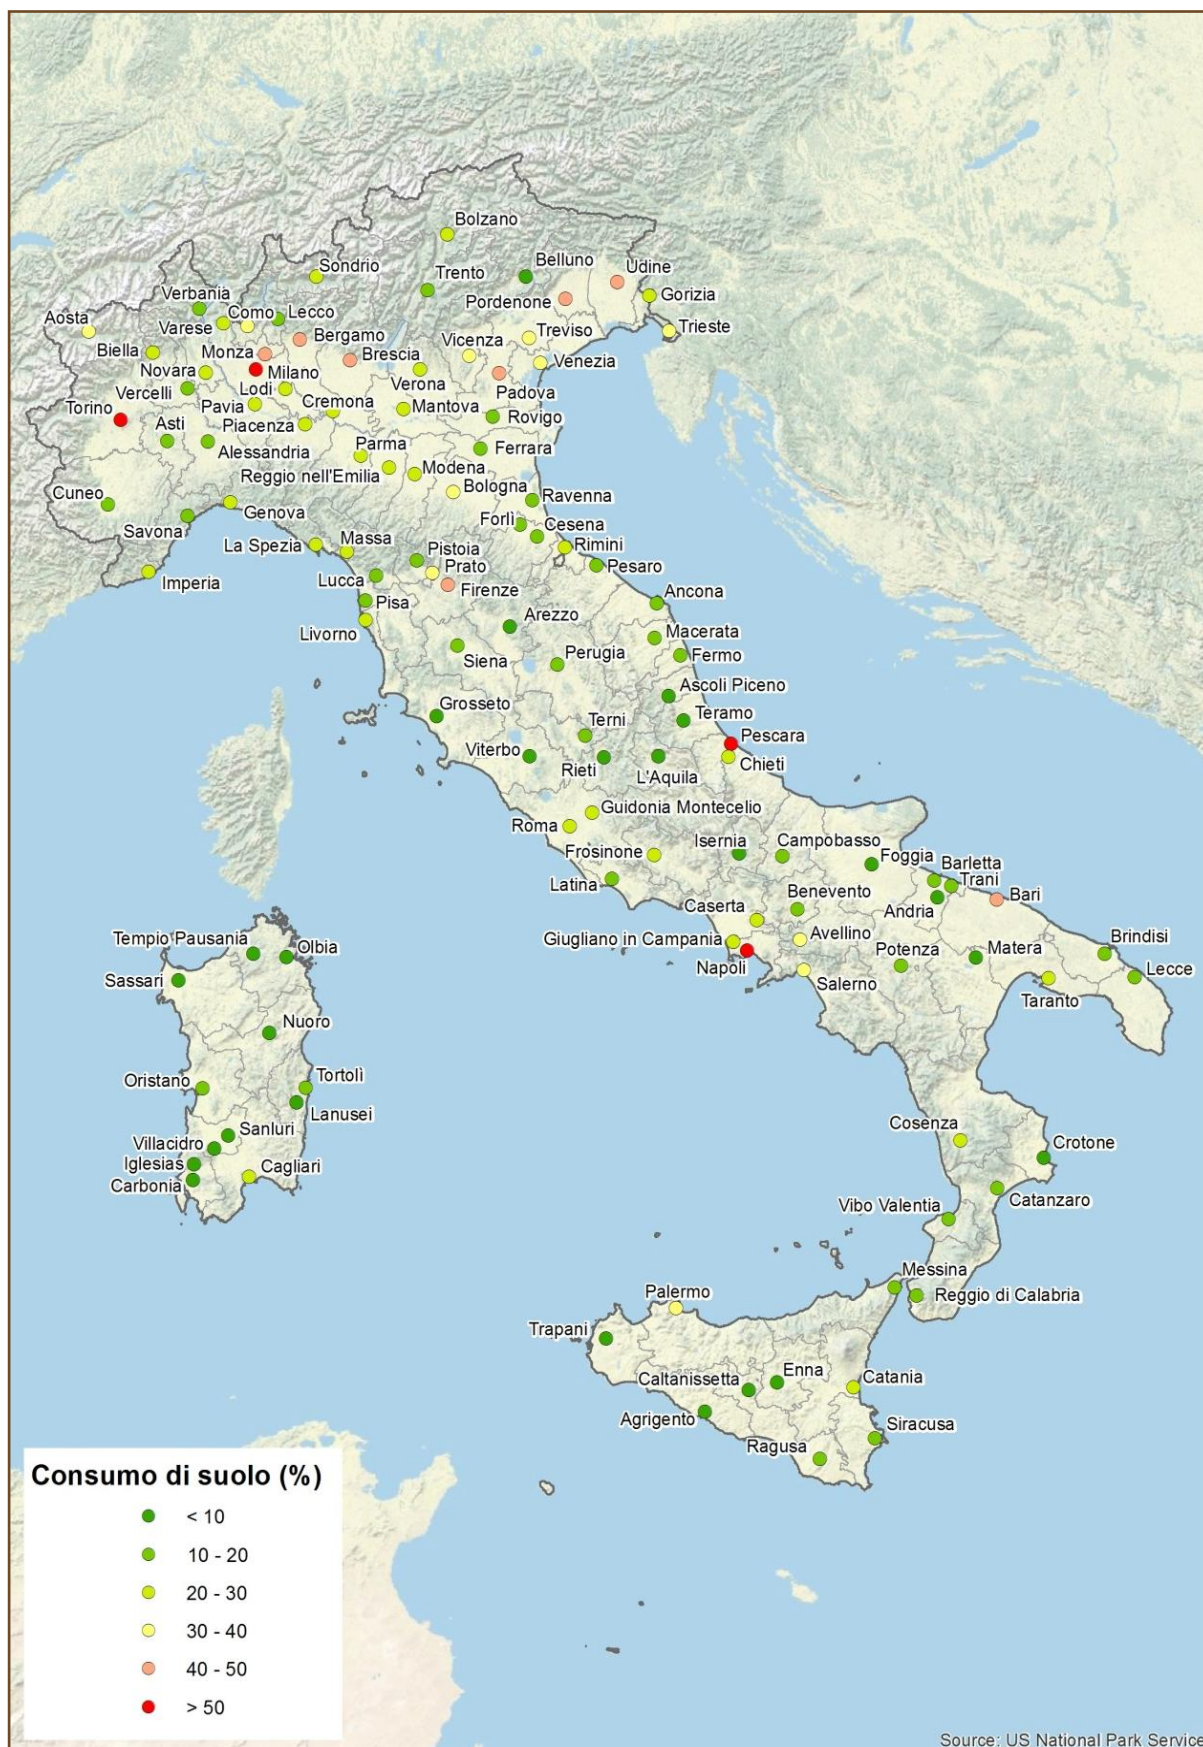 Bolzano
Sondrio
Belluno
Udine
Trento
Verbania
Pordenone
Gorizia
Como
Lecco
Aosta
Varese
Bergamo
Treviso
Trieste
Vicenza
Biella
Monza
Brescia
Venezia
Novara
Milano
Verona
Padova
Vercelli
Lodi
Torino
Pavia
Cremona
Mantova
Rovigo
Asti
Piacenza
Alessandria
Parma
Ferrara
Reggio nell'Emilia
Modena
Cuneo
Bologna
Ravenna
Genova
Savona
Forlì
Cesena
La Spezia
Massa
Rimini
Pistoia
Prato
Pesaro
Imperia
Lucca
Firenze
Pisa
Ancona
Livorno
Arezzo
Macerata
Siena
Perugia
Fermo
Ascoli Piceno
Grosseto
Terni
Teramo
Viterbo
Pescara
Rieti
L'Aquila
Chieti
Guidonia Montecelio
Roma
Isernia
Campobasso
Frosinone
Foggia
Barletta
Trani
Latina
Benevento
Andria
Bari
Caserta
Giugliano in Campania
Avellino
Tempio Pausania
Olbia
Potenza
Matera
Brindisi
Napoli
Sassari
Salerno
Lecce
Taranto
Nuoro
Oristano
Tortolì
Lanusei
Sanluri
Cosenza
Villacidro
Crotone
Iglesias
Cagliari
Carbonia
Catanzaro
Vibo Valentia
Messina
Palermo
Reggio di Calabria
Trapani
Enna
Caltanissetta
Catania
Agrigento
Siracusa
Ragusa
Consumo di suolo (%)
< 10
10 - 20
20 - 30
30 - 40
40 - 50
> 50
Source: US National Park Service